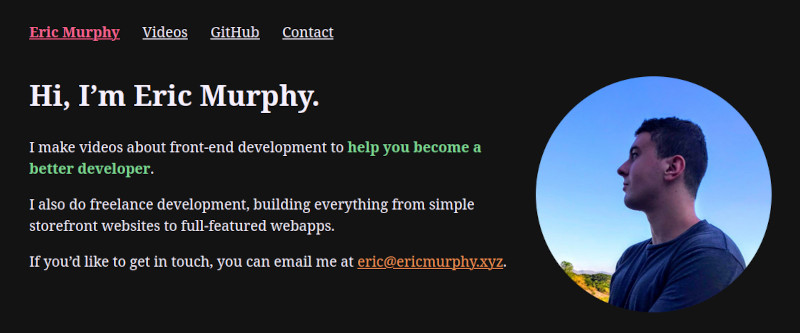 Eric Murphy Videos GitHub Contact
Hi, I’m Eric Murphy.
I make videos about front-end development to help you become a
better developer.
I also do freelance development, building everything from simple
storefront websites to full-featured webapps.
If you’d like to get in touch, you can email me at eric@ericmurphy.xyz.